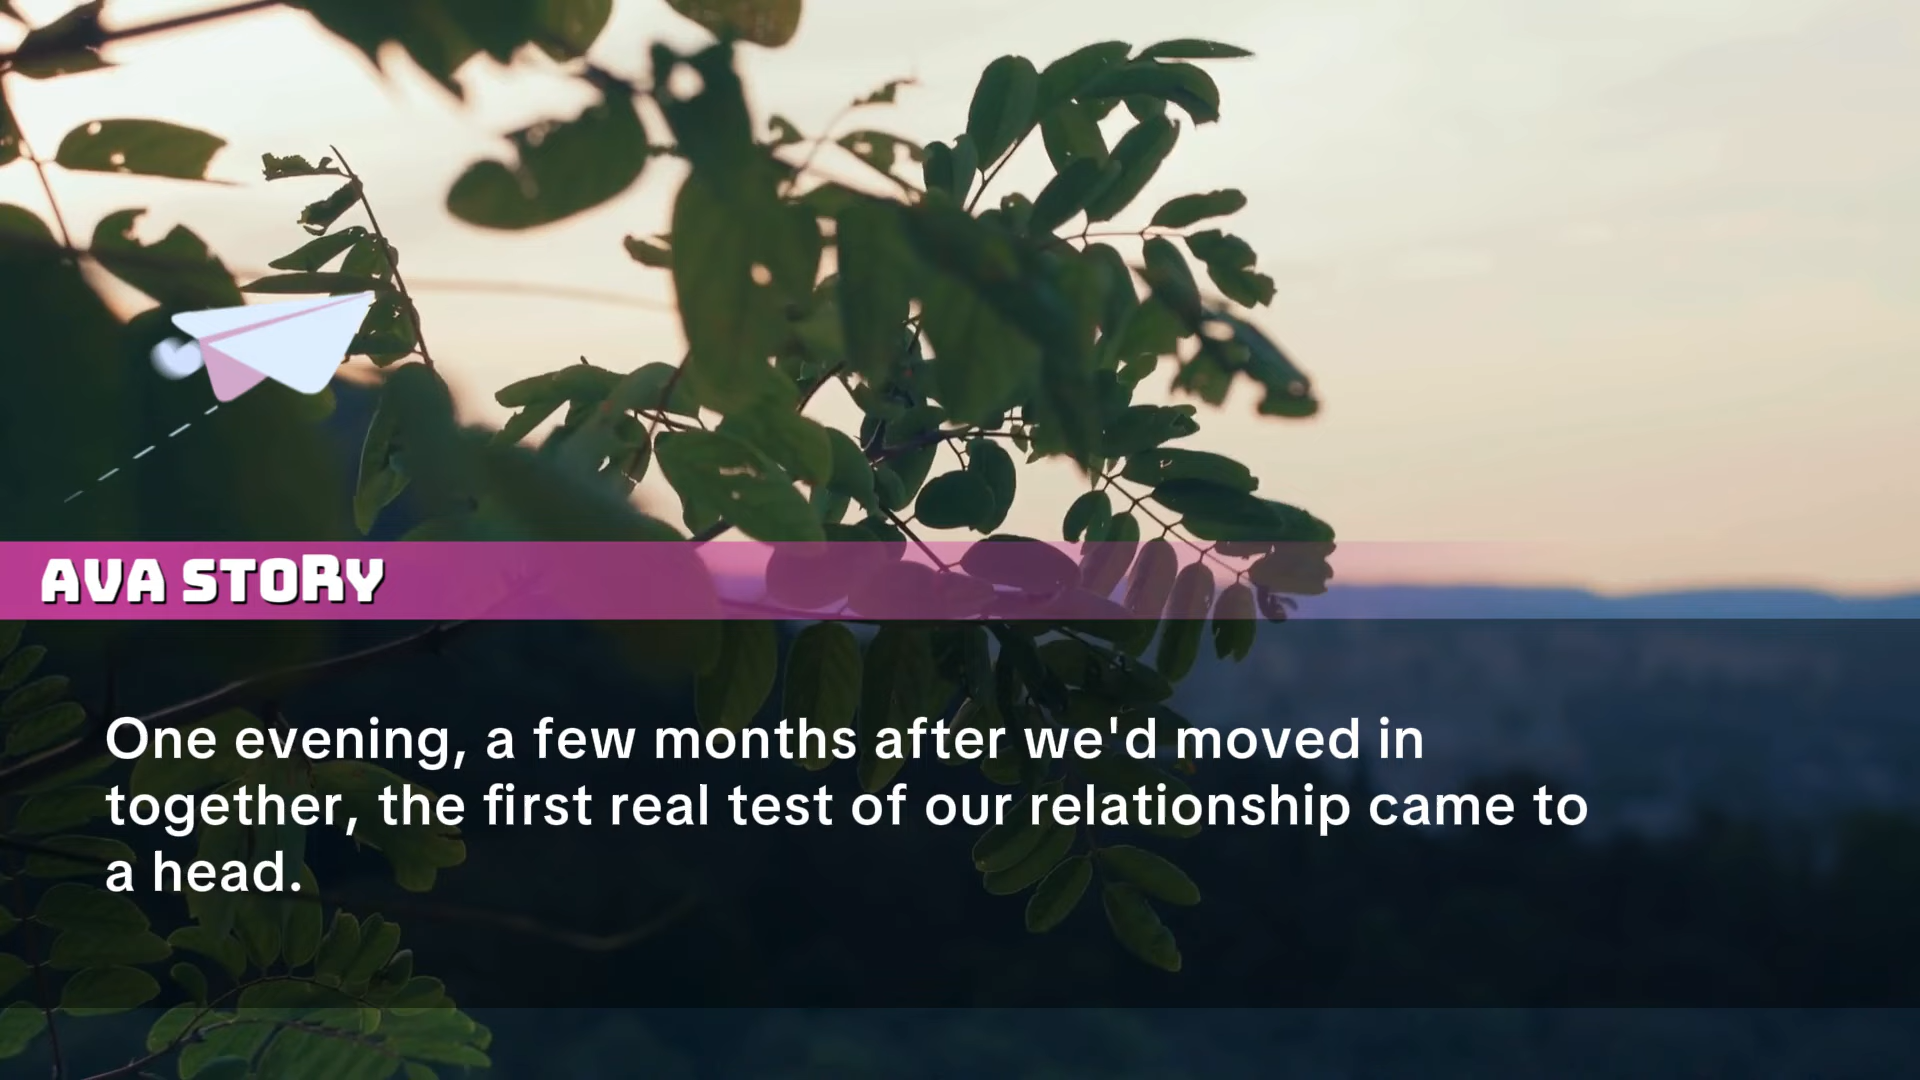 AVA STORY
One evening, a few months after we'd moved in
together, the first real test of our relationship came to
a head.